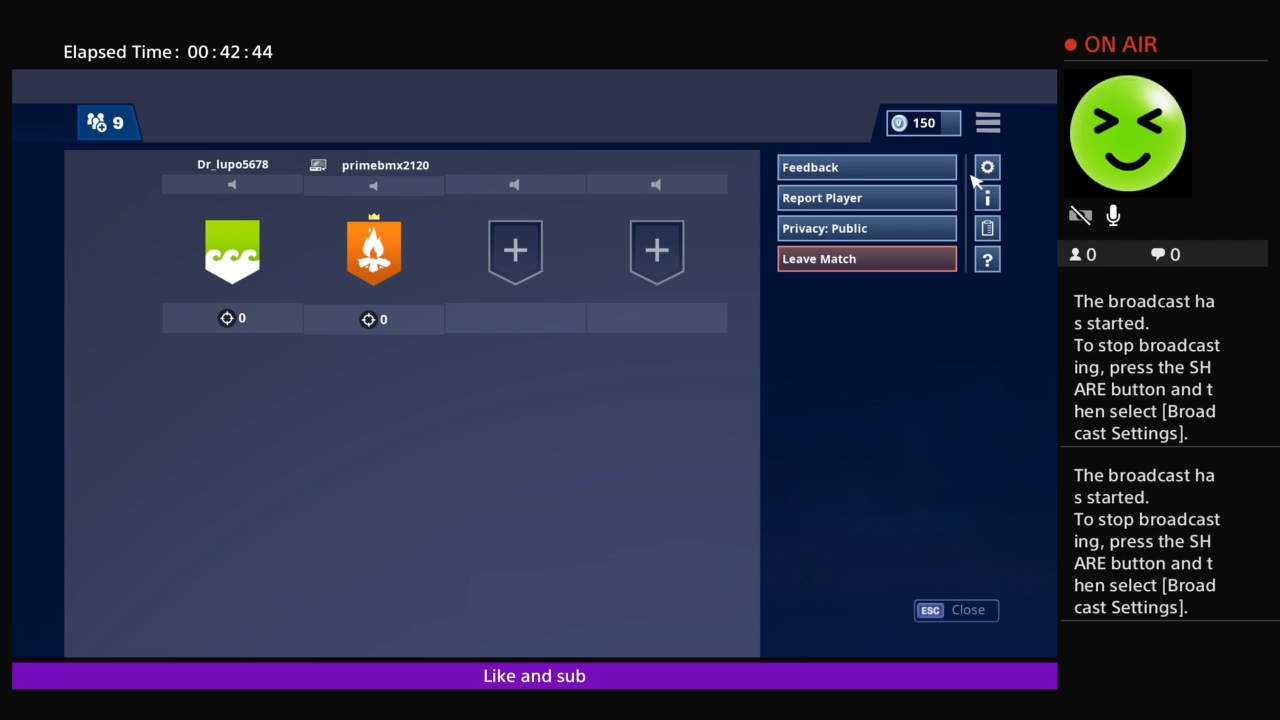 Elapsed Time: 00:42:44
ON AIR
9
150
Dr_lupo5678
primebmx2120
Feedback
Report Player
Privacy: Public
Leave Match
i
?
0
0
0
0
The broadcast ha
s started.
To stop broadcast
ing, press the SH
ARE button and t
hen select [Broad
cast Settings].
The broadcast ha
s started.
To stop broadcast
ing, press the SH
ARE button and t
hen select [Broad
cast Settings].
ESC Close
Like and sub